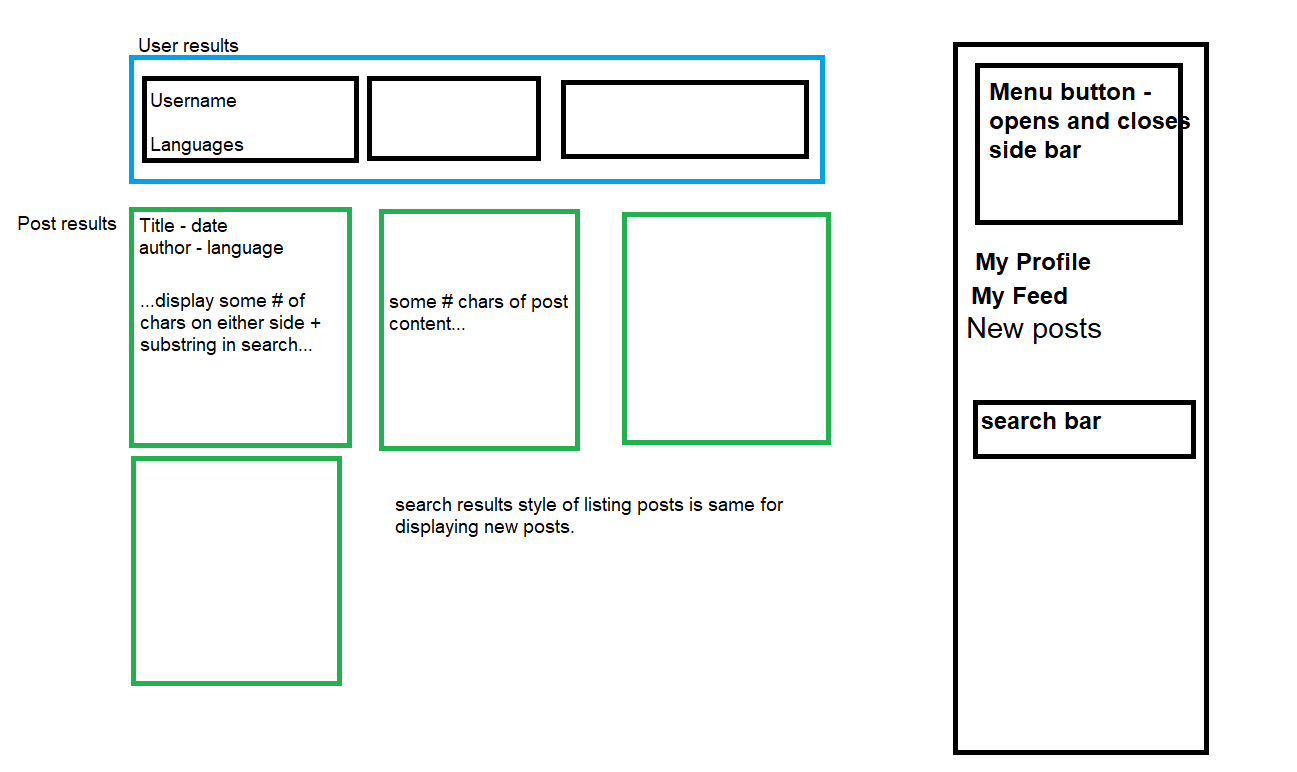 User results
Username
Languages
Post results
Title - date
author - language
...display some # of
chars on either side +
substring in search...
some # chars of post
content...
search results style of listing posts is same for
displaying new posts.
Menu button -
opens and closes
side bar
My Profile
My Feed
New posts
search bar